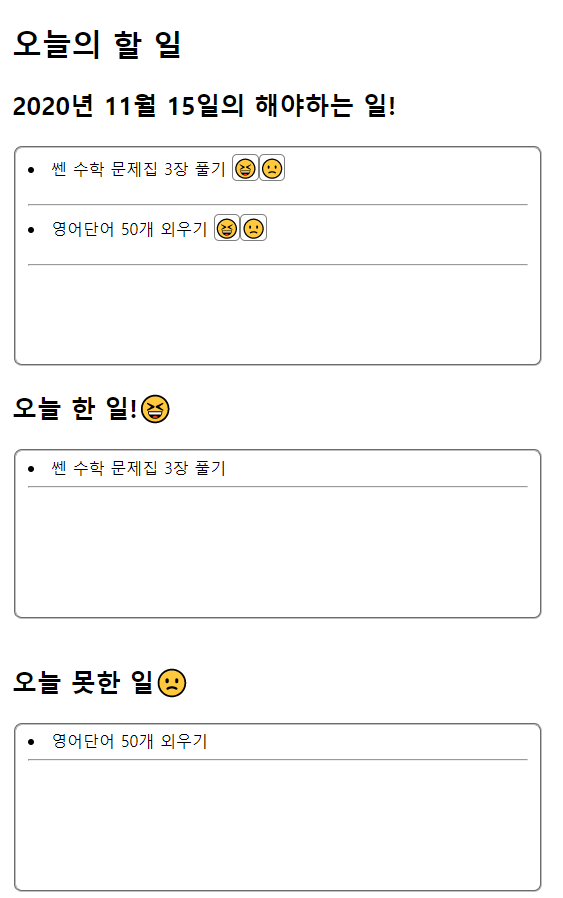 오늘의 할 일
2020년 11월 15일의 해야하는 일!
쎈 수학 문제집 3장 풀기 😆🙁
영어단어 50개 외우기 😆🙁
오늘 한 일!😆
쎈 수학 문제집 3장 풀기
오늘 못한 일🙁
영어단어 50개 외우기